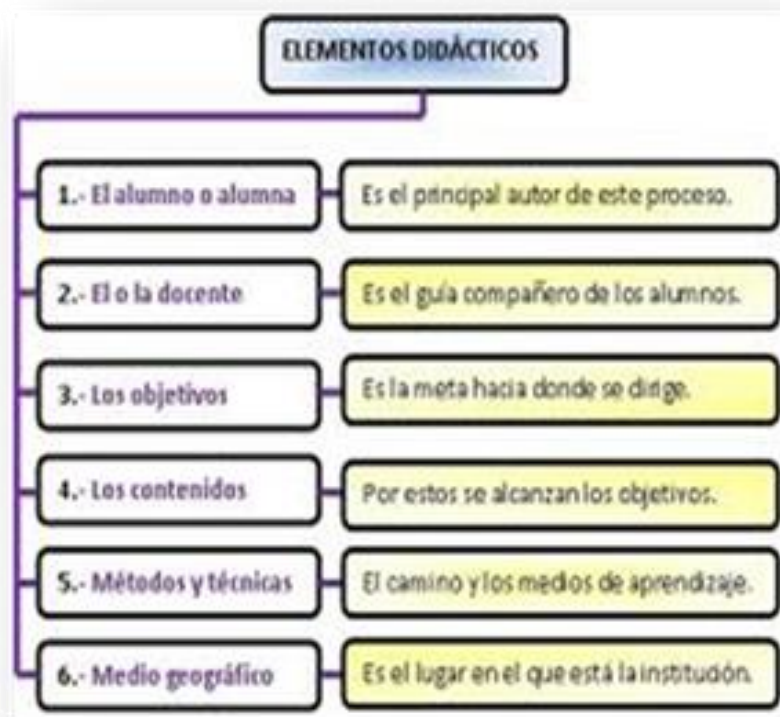 ELEMENTOS DIDÁCTICOS
1.- El alumno o alumna
Es el principal autor de este proceso.
2.- El o la docente
Es el guía compañero de los alumnos.
3.- Los objetivos
Es la meta hacia donde se dirige.
4.- Los contenidos
Por estos se alcanzan los objetivos.
5.- Métodos y técnicas
El camino y los medios de aprendizaje.
6.- Medio geográfico
Es el lugar en el que está la institución.